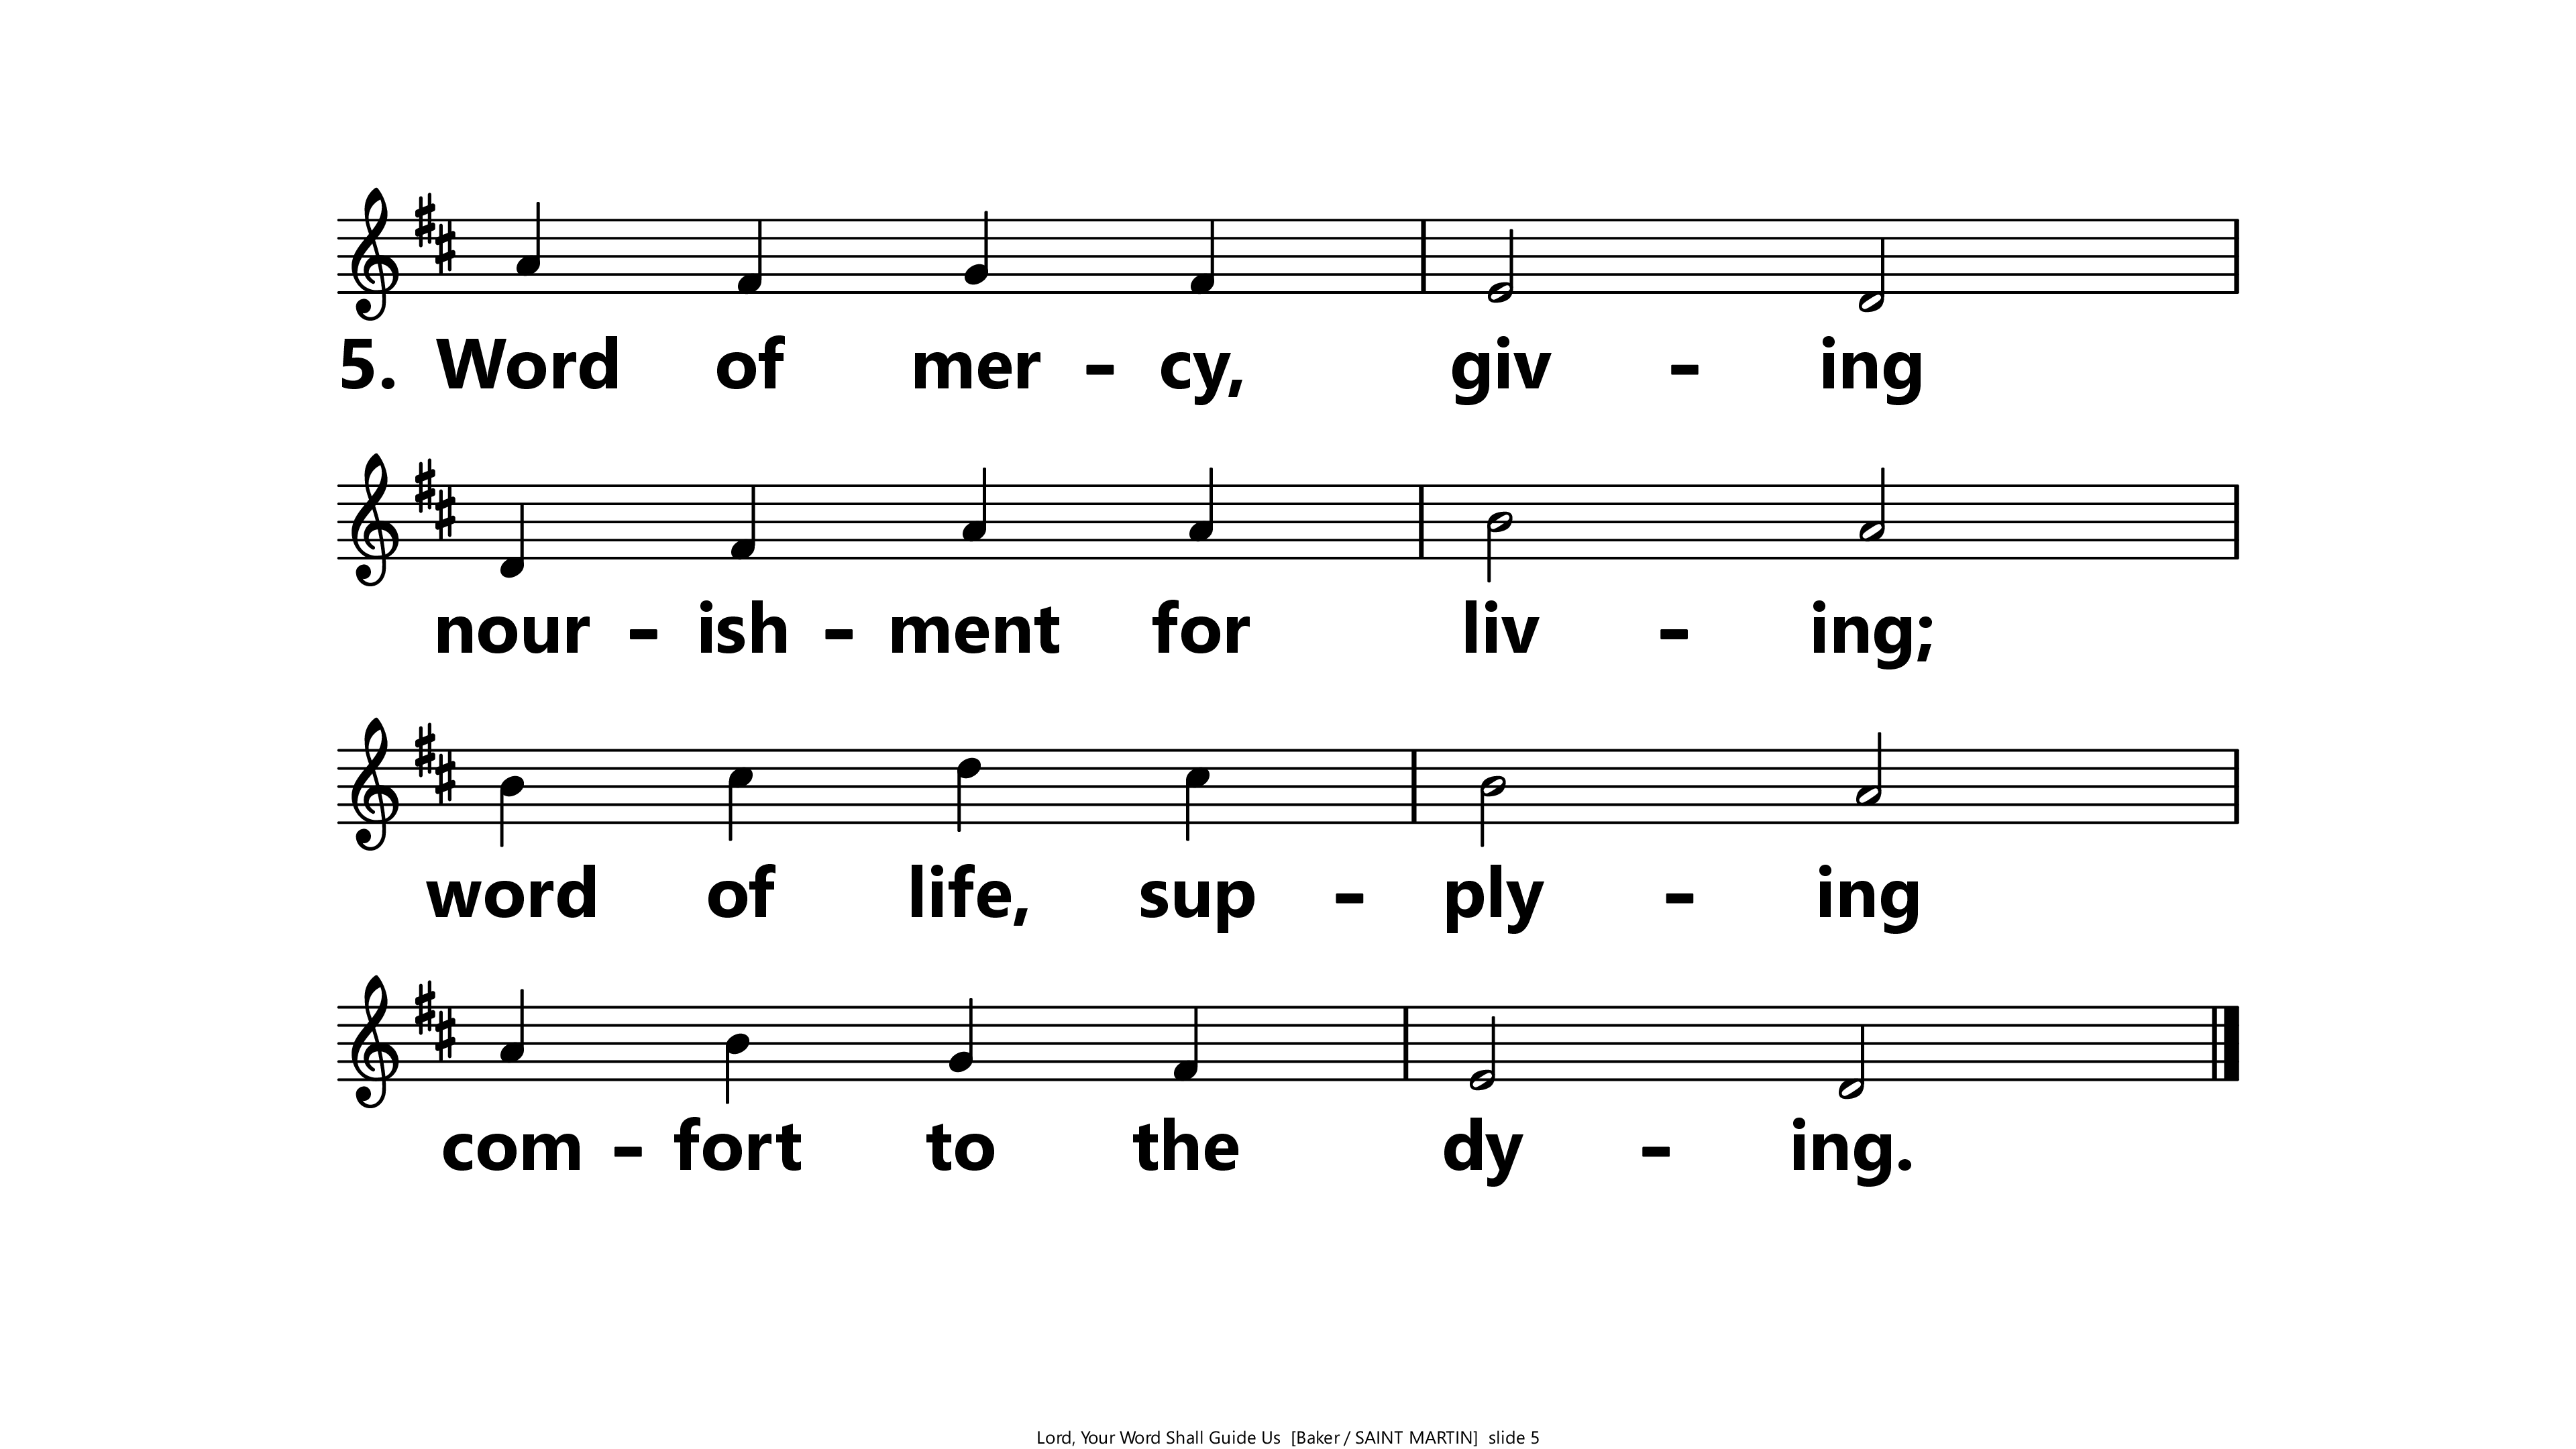 5. Word of mer - cy, giv - ing
nour - ish - ment for liv - ing;
word of life, sup - ply - ing
com - fort to the dy - ing.
Lord, Your Word Shall Guide Us [Baker / SAINT MARTIN] slide 5